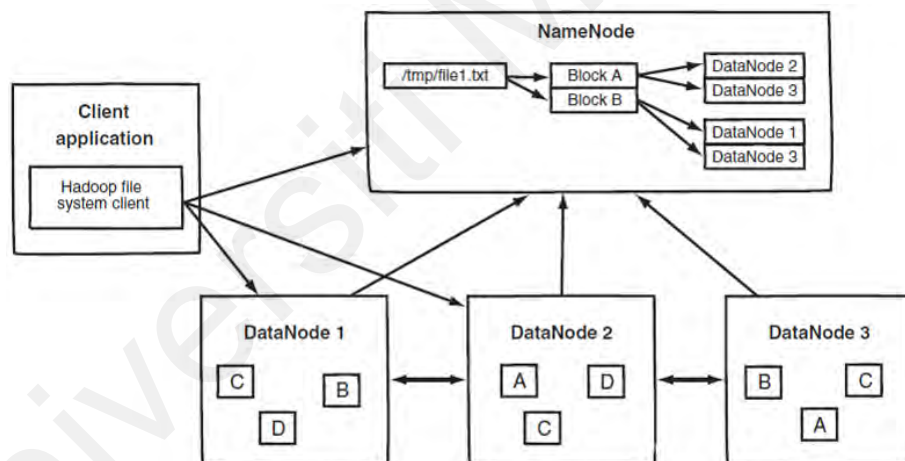 NameNode
/tmp/file1.txt
Block A
Block B
DataNode 2
DataNode 3
DataNode 1
DataNode 3
Client
application
Hadoop file
system client
DataNode 1
C
B
D
DataNode 2
A
D
C
DataNode 3
B
C
A